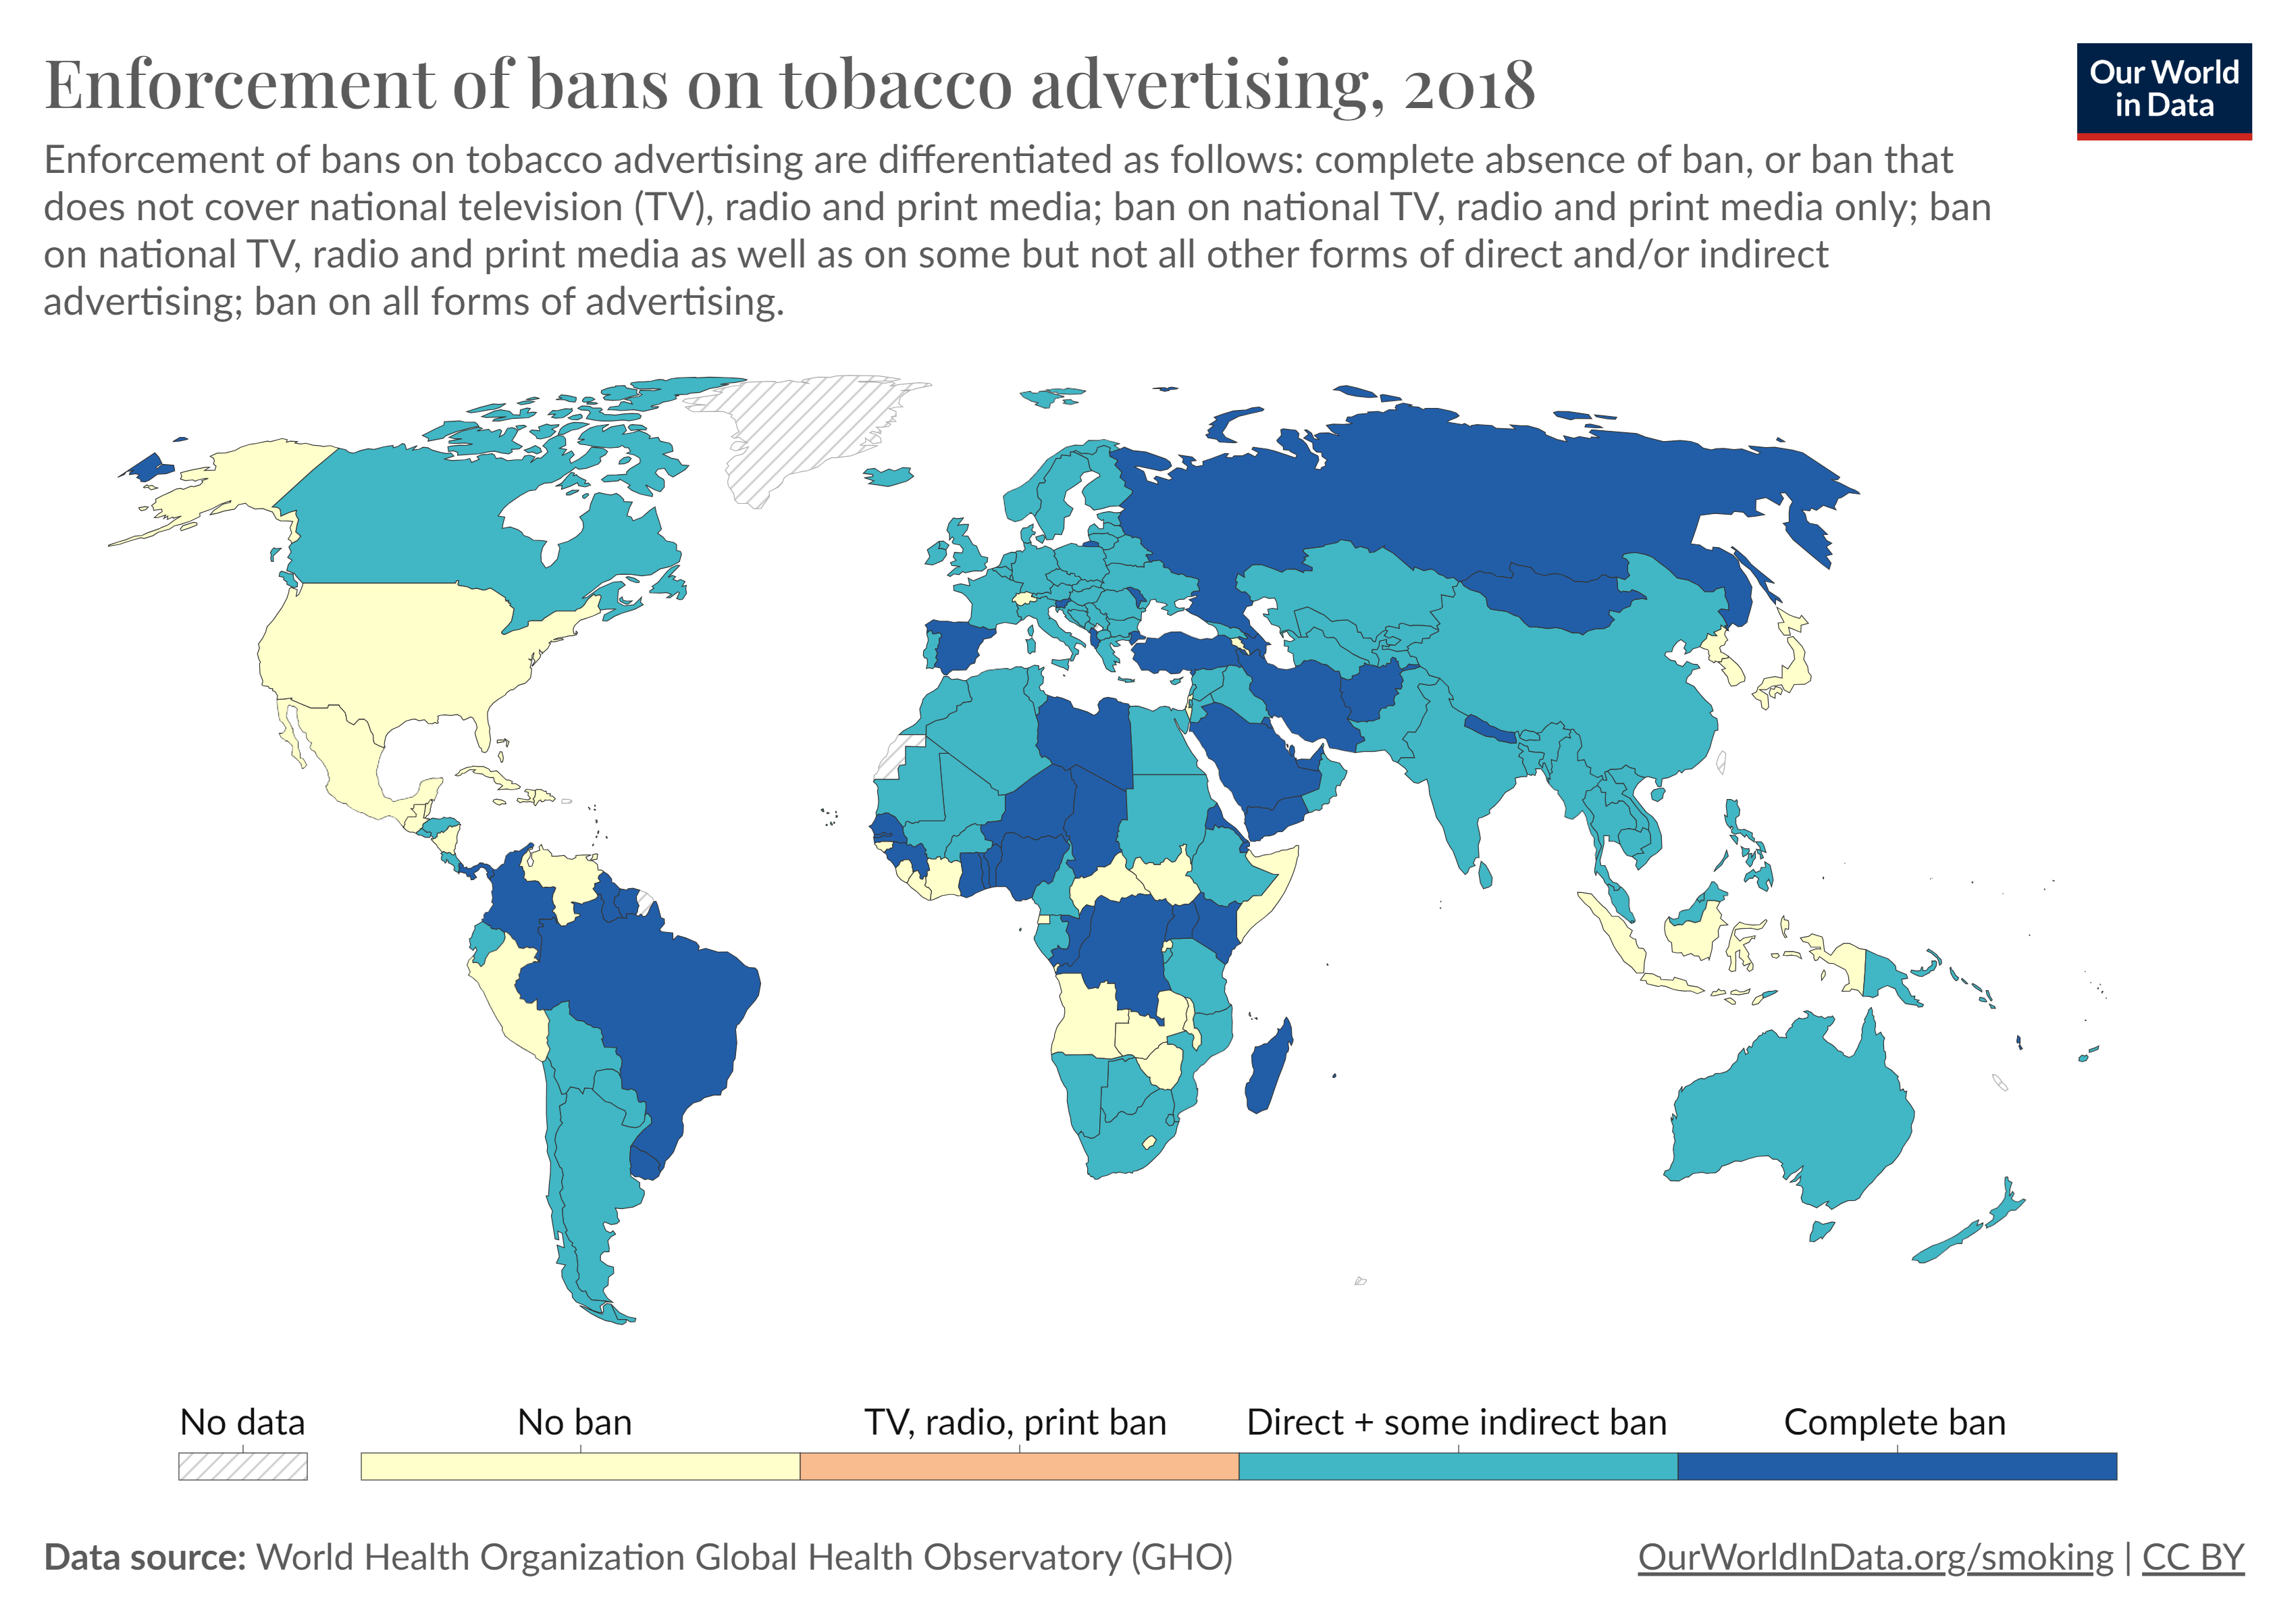 Enforcement of bans on tobacco advertising, 2018
Our World
in Data
Enforcement of bans on tobacco advertising are differentiated as follows: complete absence of ban, or ban that
does not cover national television (TV), radio and print media; ban on national TV, radio and print media only; ban
on national TV, radio and print media as well as on some but not all other forms of direct and/or indirect
advertising; ban on all forms of advertising.
No data
No ban
TV, radio, print ban
Direct + some indirect ban
Complete ban
Data source: World Health Organization Global Health Observatory (GHO)
OurWorldInData.org/smoking | CC BY